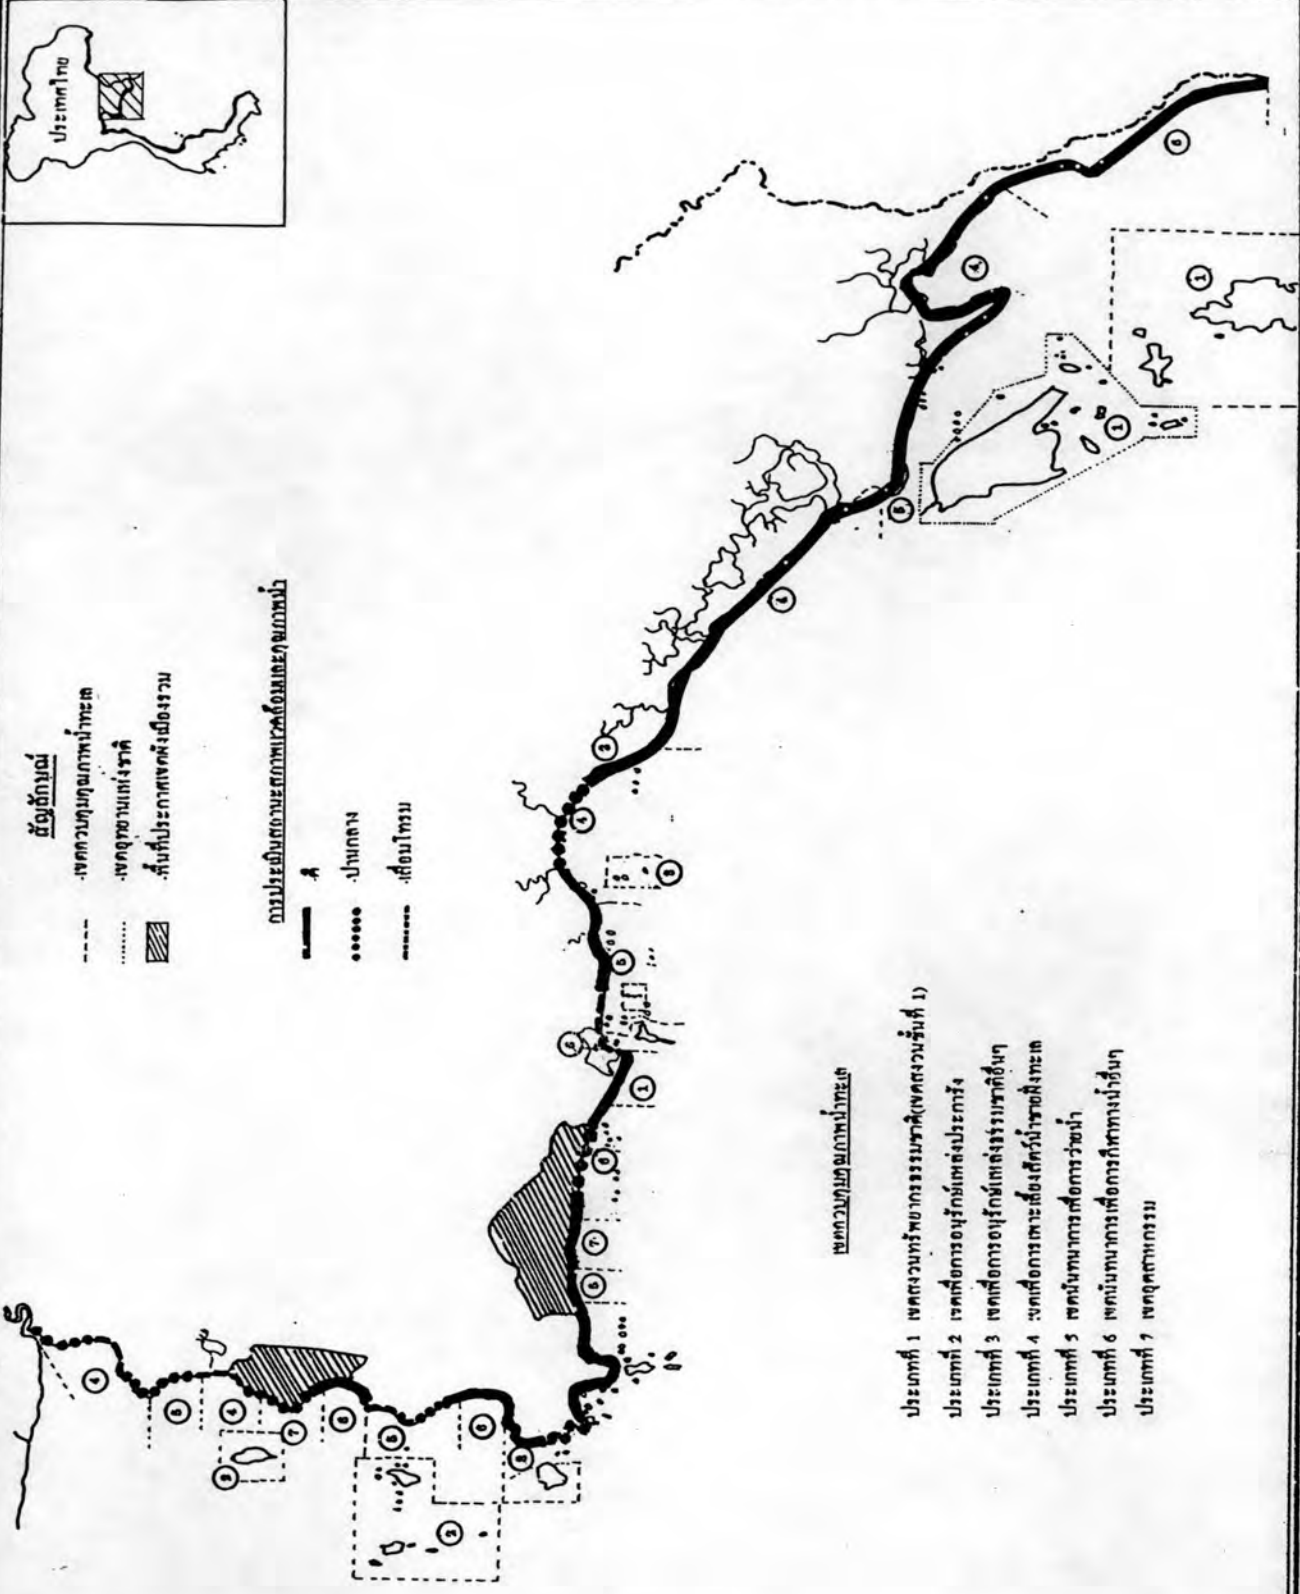 ประเทศไทย
สัญลักษณ์
เขตควบคุมคุณภาพน้ำทะเล
เขตอุทยานแห่งชาติ
พื้นที่ประกาศเขตผังเมืองรวม
การประเมินสถานะสภาพแวดล้อมและคุณภาพน้ำ
ดี
ปานกลาง
เสื่อมโทรม
เขตควบคุมคุณภาพน้ำทะเล
ประเภทที่ 1 เขตสงวนทรัพยากรธรรมชาติ(เขตสงวนชั้นที่ 1)
ประเภทที่ 2 เขตเพื่อการอนุรักษ์แหล่งประการัง
ประเภทที่ 3 เขตเพื่อการอนุรักษ์แหล่งธรรมชาติอื่นๆ
ประเภทที่ 4 เขตเพื่อการเพาะเลี้ยงสัตว์น้ำชายฝั่งทะเล
ประเภทที่ 5 เขตนันทนาการเพื่อการว่ายน้ำ
ประเภทที่ 6 เขตนันทนาการเพื่อการกีฬาทางน้ำอื่นๆ
ประเภทที่ 7 เขตอุตสาหกรรม